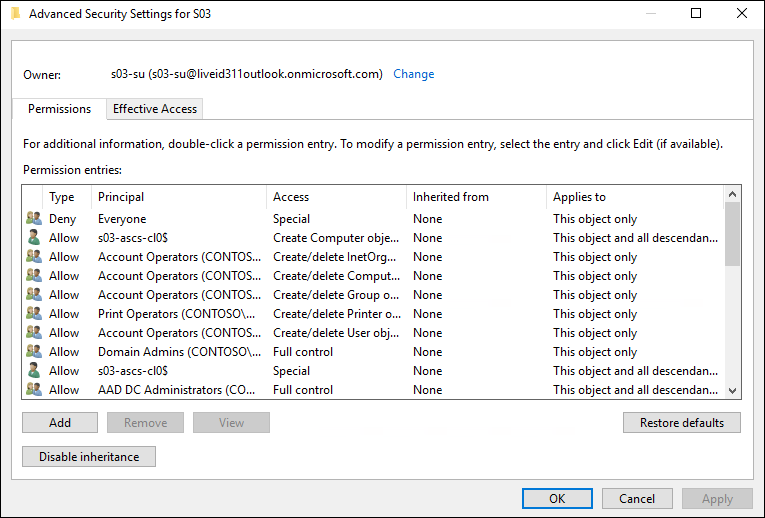 Advanced Security Settings for S03
Owner: s03-su (s03-su@liveid311outlook.onmicrosoft.com) Change
Permissions Effective Access
For additional information, double-click a permission entry. To modify a permission entry, select the entry and click Edit (if available).
Permission entries:
Type Principal Access Inherited from Applies to
Deny Everyone Special None This object only
Allow s03-ascs-cl0$ Create Computer obje... None This object and all descendan...
Allow Account Operators (CONTOS... Create/delete InetOrg... None This object only
Allow Account Operators (CONTOS... Create/delete Comput... None This object only
Allow Account Operators (CONTOS... Create/delete Group o... None This object only
Allow Print Operators (CONTOSO\... Create/delete Printer o... None This object only
Allow Account Operators (CONTOS... Create/delete User obj... None This object only
Allow Domain Admins (CONTOSO\... Full control None This object only
Allow s03-ascs-cl0$ Special None This object and all descendan...
Allow AAD DC Administrators (CO... Full control None This object and all descendan...
Add Remove View Restore defaults
Disable inheritance
OK Cancel Apply